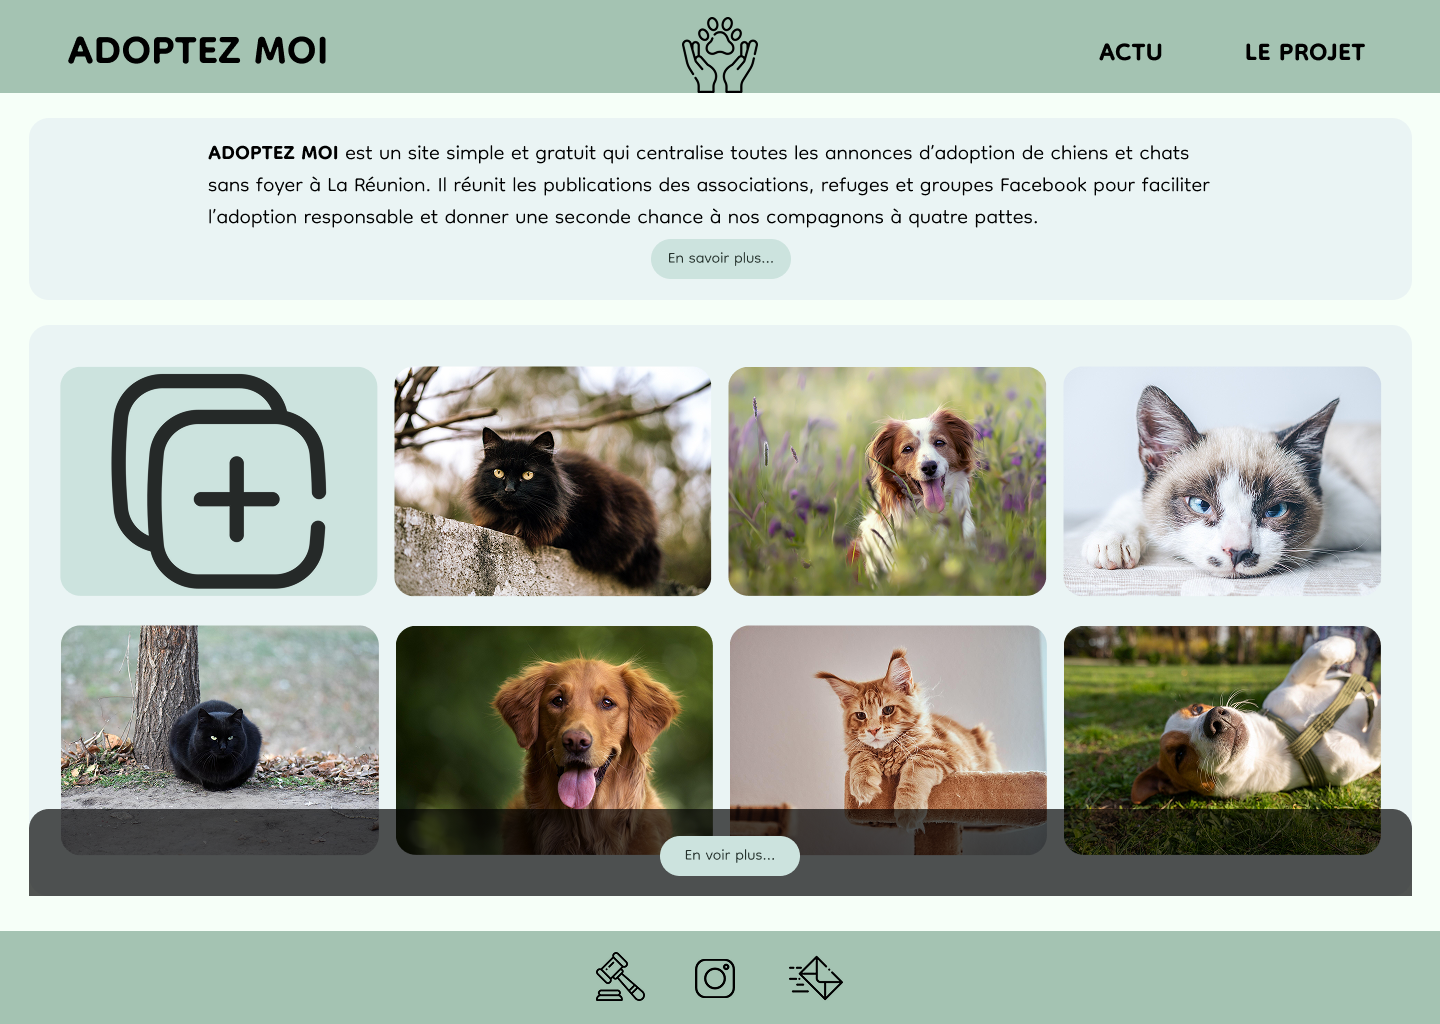 ADOPTEZ MOI
ACTU
LE PROJET
ADOPTEZ MOI est un site simple et gratuit qui centralise toutes les annonces d’adoption de chiens et chats
sans foyer à La Réunion. Il réunit les publications des associations, refuges et groupes Facebook pour faciliter
l’adoption responsable et donner une seconde chance à nos compagnons à quatre pattes.
En savoir plus...
En voir plus...